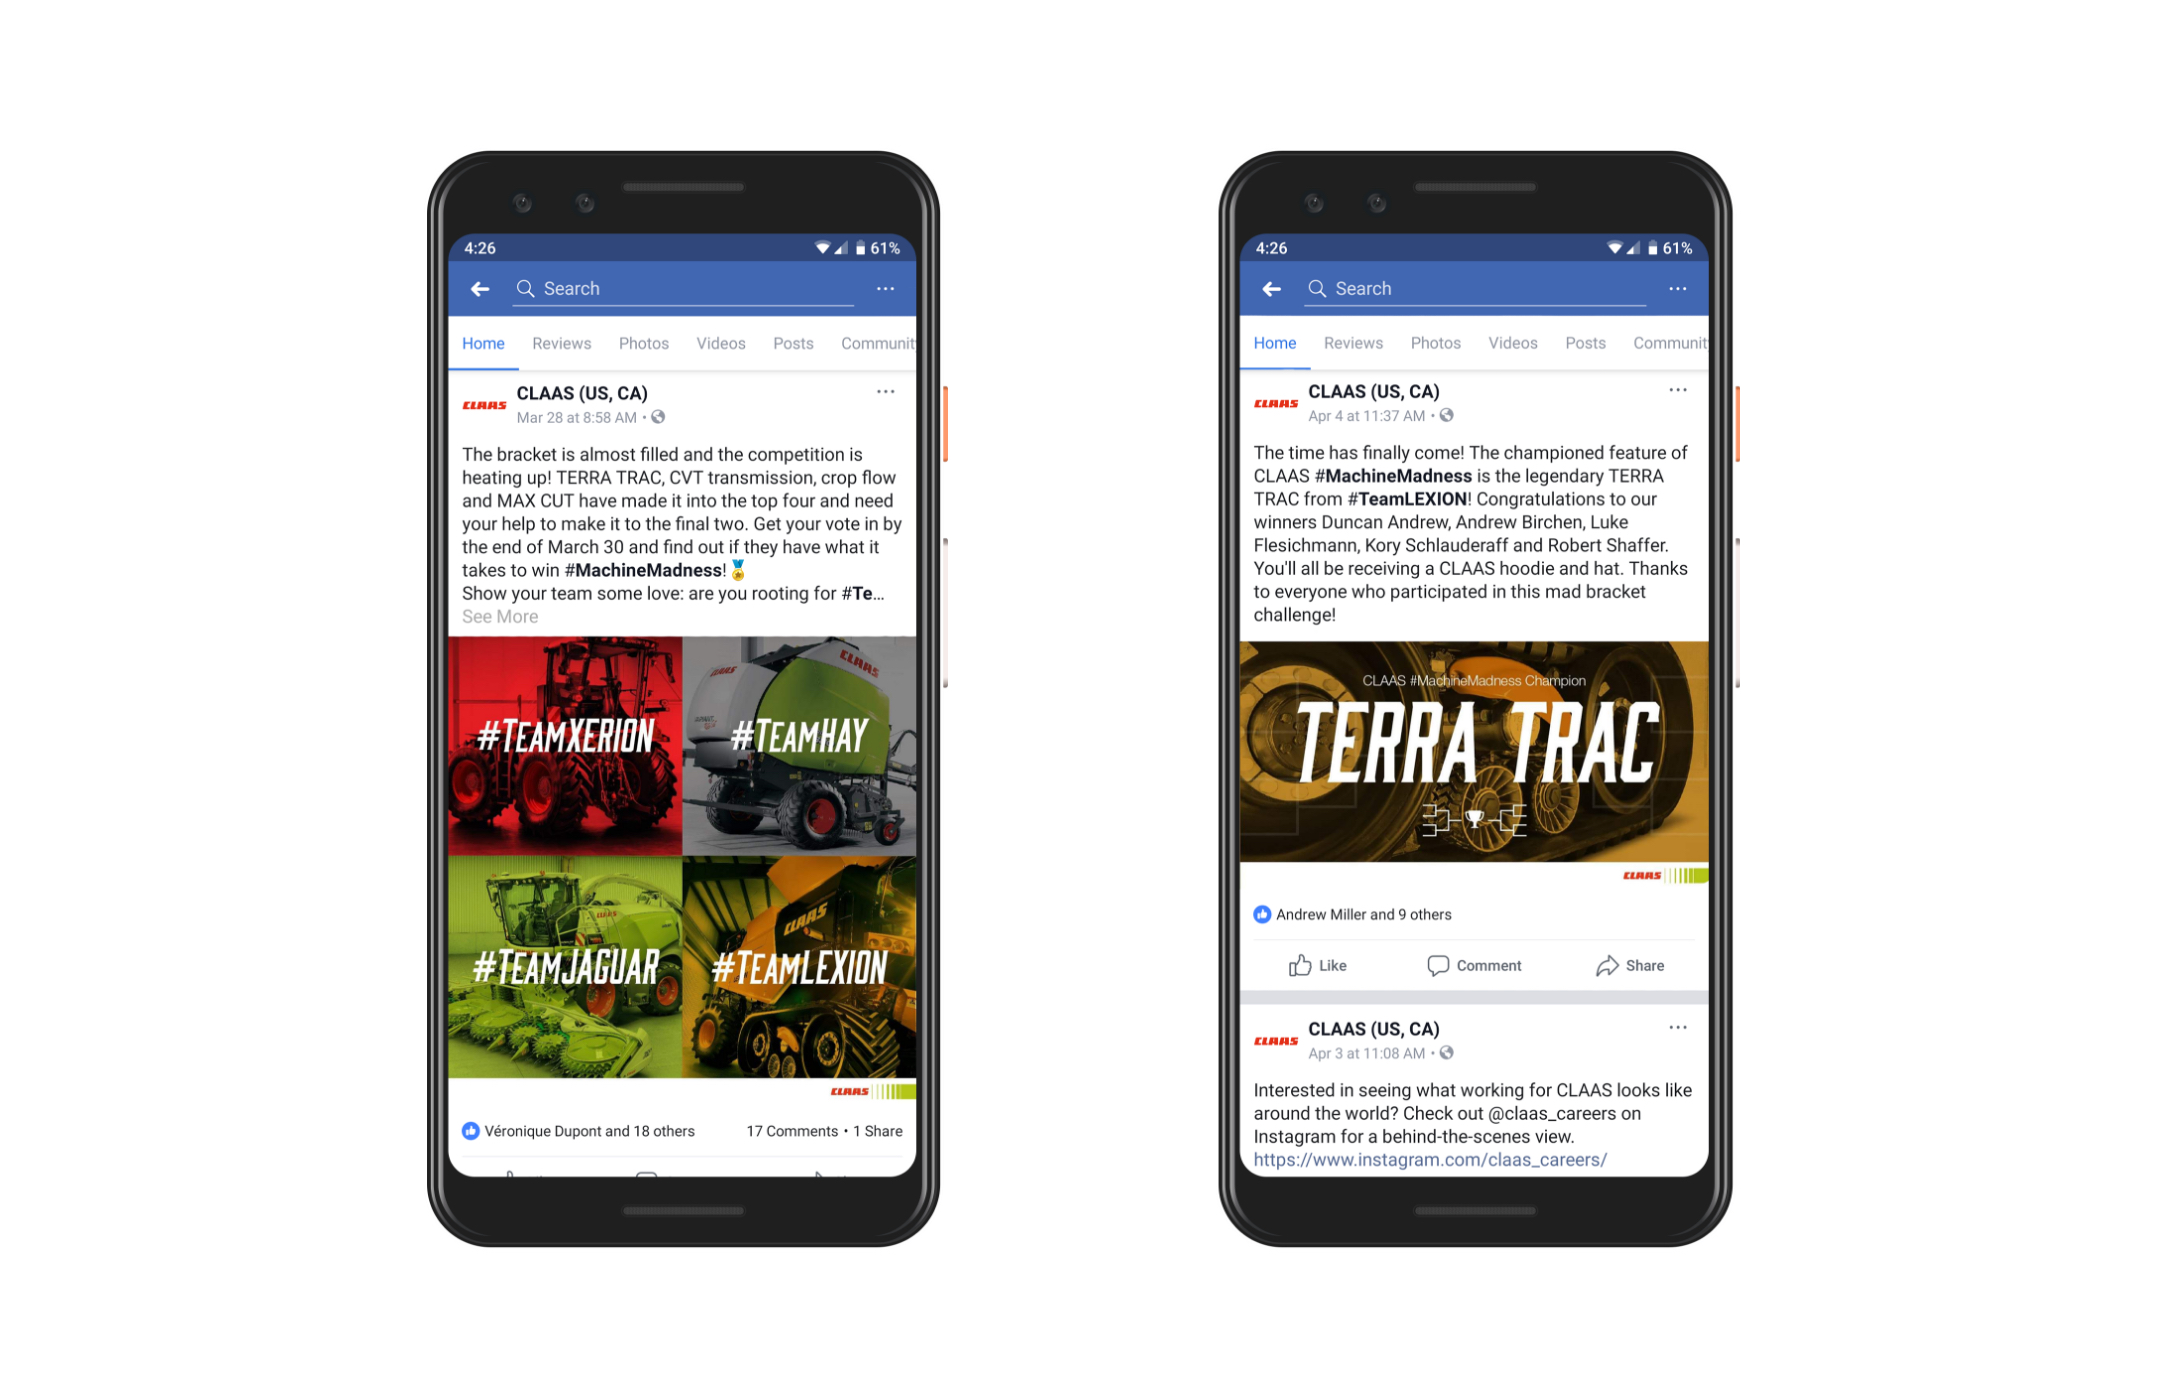 4:26
61%
Search
Home Reviews Photos Videos Posts Communit
CLAAS
CLAAS (US, CA)
Mar 28 at 8:58 AM •
The bracket is almost filled and the competition is
heating up! TERRA TRAC, CVT transmission, crop flow
and MAX CUT have made it into the top four and need
your help to make it to the final two. Get your vote in by
the end of March 30 and find out if they have what it
takes to win #MachineMadness!🏅
Show your team some love: are you rooting for #Te...
See More
CLAAS
CLAAS
#TEAMXERION
#TEAMHAY
CLAAS
CLAAS
#TEAMJAGUAR
#TEAMLEXION
CLAAS
Véronique Dupont and 18 others
17 Comments • 1 Share
4:26
61%
Search
Home Reviews Photos Videos Posts Communit
CLAAS
CLAAS (US, CA)
Apr 4 at 11:37 AM •
The time has finally come! The championed feature of
CLAAS #MachineMadness is the legendary TERRA
TRAC from #TeamLEXION! Congratulations to our
winners Duncan Andrew, Andrew Birchen, Luke
Flesichmann, Kory Schlauderaff and Robert Shaffer.
You'll all be receiving a CLAAS hoodie and hat. Thanks
to everyone who participated in this mad bracket
challenge!
CLAAS #MachineMadness Champion
TERRA TRAC
CLAAS
Andrew Miller and 9 others
Like Comment Share
CLAAS
CLAAS (US, CA)
Apr 3 at 11:08 AM •
Interested in seeing what working for CLAAS looks like
around the world? Check out @claas_careers on
Instagram for a behind-the-scenes view.
https://www.instagram.com/claas_careers/